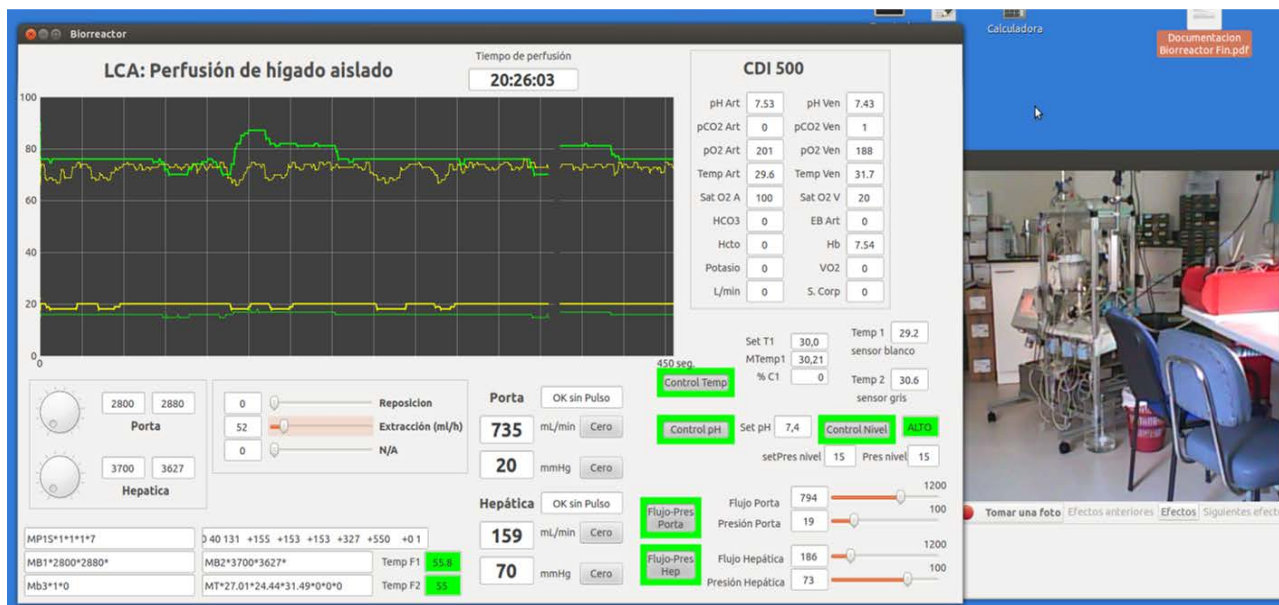 Biorreactor
Calculadora
Documentacion
Biorreactor Fin.pdf
LCA: Perfusión de hígado aislado
Tiempo de perfusión
20:26:03
CDI 500
pH Art 7.53 pH Ven 7.43
pCO2 Art 0 pCO2 Ven 1
pO2 Art 201 pO2 Ven 188
Temp Art 29.6 Temp Ven 31.7
Sat O2 A 100 Sat O2 V 20
HCO3 0 EB Art 0
Hcto 0 Hb 7.54
Potasio 0 VO2 0
L/min 0 S. Corp 0
100
80
60
40
20
0
0 450 seg.
Set T1 30,0
MTemp1 30,21
% C1 0
Temp 1 29.2
sensor blanco
Temp 2 30.6
sensor gris
Control Temp
Control pH Set pH 7,4 Control Nivel ALTO
setPres nivel 15 Pres nivel 15
2800 2880
Porta
3700 3627
Hepatica
0 Reposicion
52 Extracción (ml/h)
0 N/A
Porta OK sin Pulso
735 mL/min Cero
20 mmHg Cero
Hepática OK sin Pulso
159 mL/min Cero
70 mmHg Cero
Flujo-Pres
Porta
Flujo-Pres
Hep
Flujo Porta 794 1200
Presión Porta 19 100
Flujo Hepática 186 1200
Presión Hepática 73 100
MP1S*1*1*1*7
0 40 131 +155 +153 +153 +327 +550 +0 1
MB1*2800*2880*
MB2*3700*3627*
Temp F1 55.8
Mb3*1*0
MT*27.01*24.44*31.49*0*0*0
Temp F2 55
Tomar una foto Efectos anteriores Efectos Siguientes efect